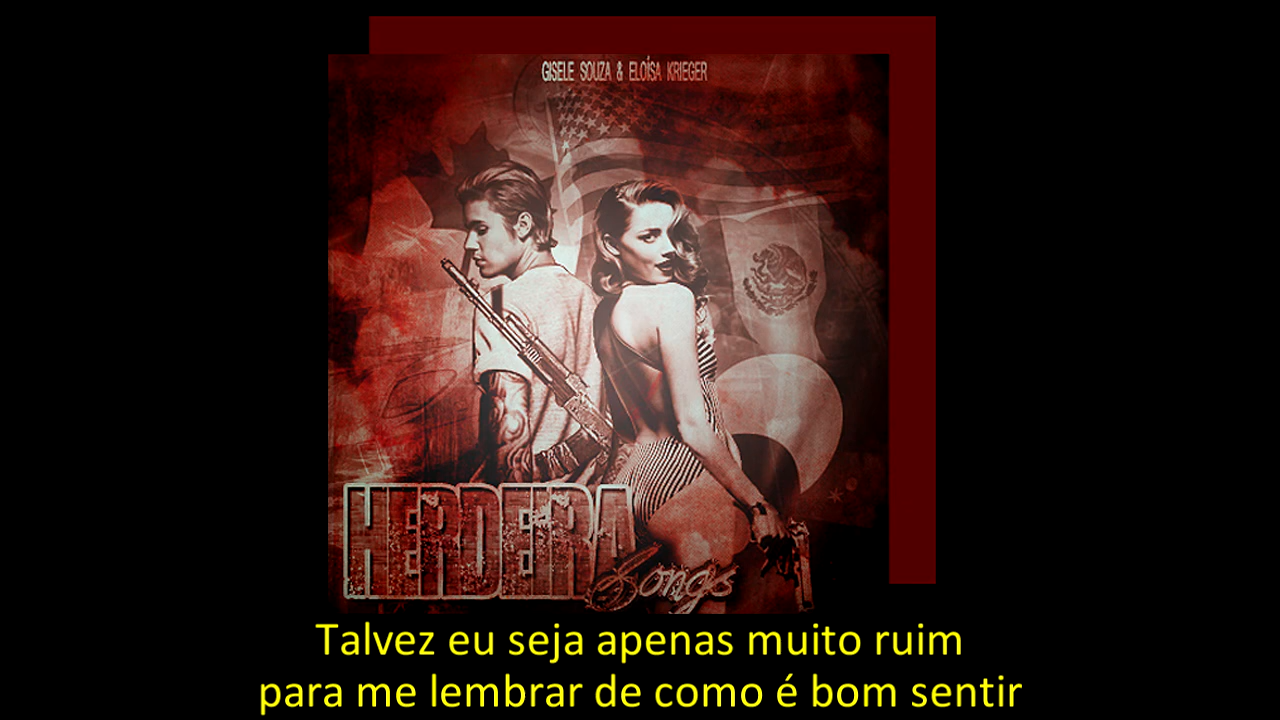 GISELE SOUZA & ELOÍSA KRIEGER
HERDEIRA
Songs
Talvez eu seja apenas muito ruim
para me lembrar de como é bom sentir